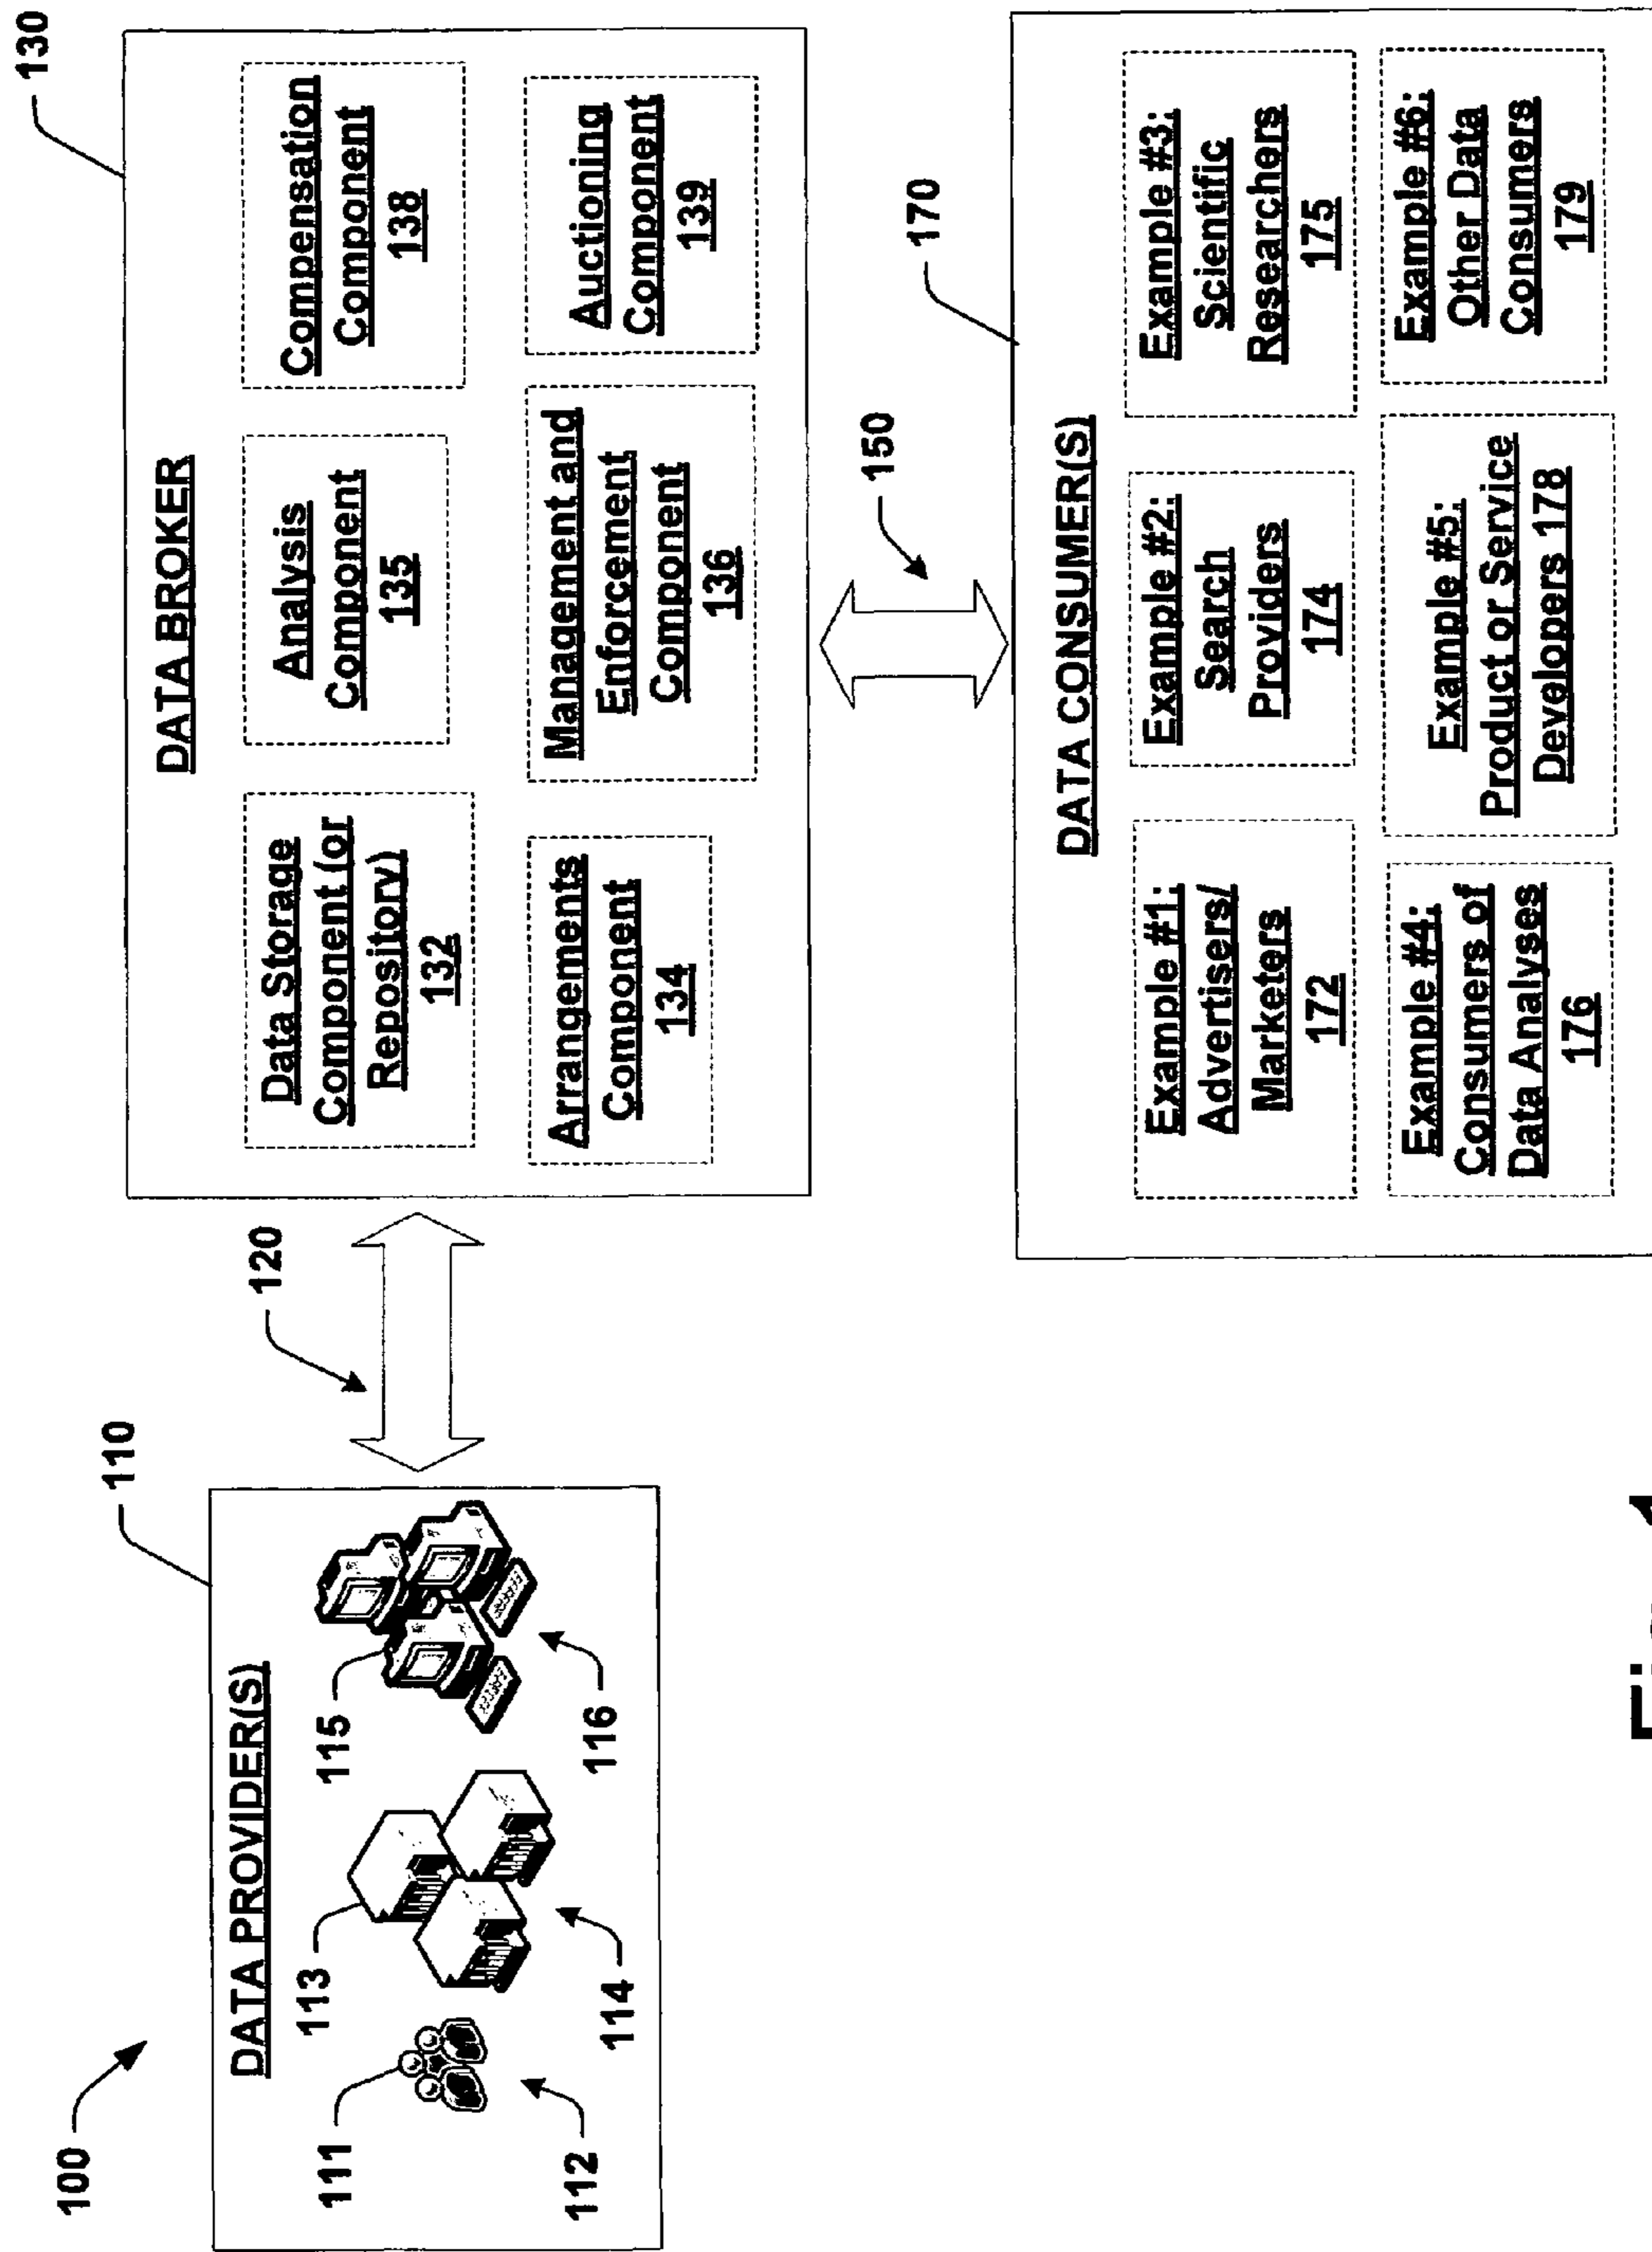 100
110
DATA PROVIDER(S)
111
113
115
112
114
116
120
130
DATA BROKER
Data Storage
Component (or
Repository)
132
Analysis
Component
135
Compensation
Component
138
Arrangements
Component
134
Management and
Enforcement
Component
136
Auctioning
Component
139
150
170
DATA CONSUMER(S)
Example #1:
Advertisers/
Marketers
172
Example #2:
Search
Providers
174
Example #3:
Scientific
Researchers
175
Example #4:
Consumers of
Data Analyses
176
Example #5:
Product or Service
Developers 178
Example #6:
Other Data
Consumers
179